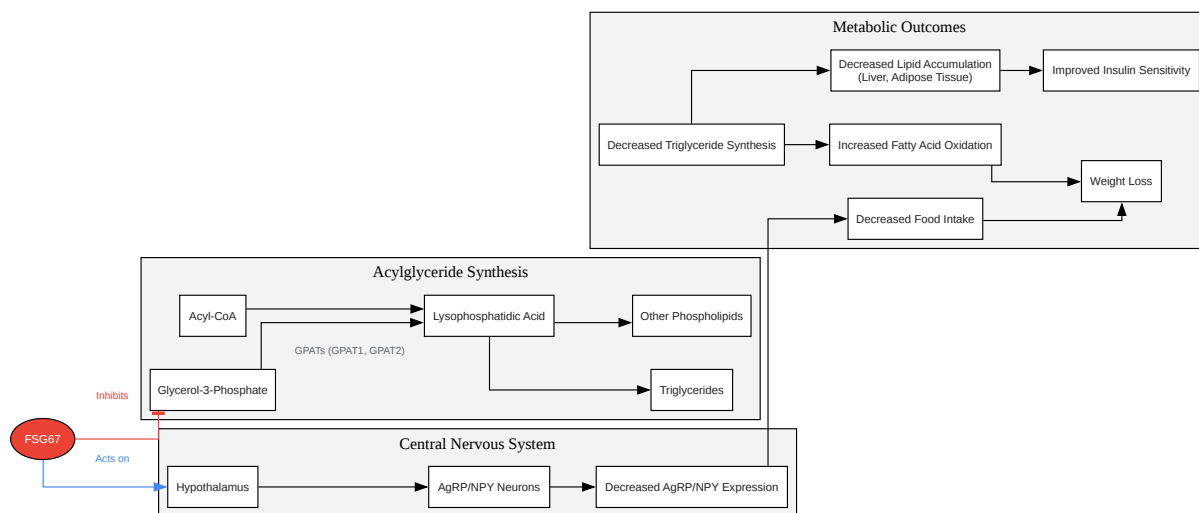 Metabolic Outcomes
Decreased Lipid Accumulation
(Liver, Adipose Tissue)
Improved Insulin Sensitivity
Decreased Triglyceride Synthesis
Increased Fatty Acid Oxidation
Weight Loss
Decreased Food Intake
Acylglyceride Synthesis
Acyl-CoA
Lysophosphatidic Acid
Other Phospholipids
GPATs (GPAT1, GPAT2)
Glycerol-3-Phosphate
Triglycerides
Inhibits
FSG67
Acts on
Central Nervous System
Hypothalamus
AgRP/NPY Neurons
Decreased AgRP/NPY Expression